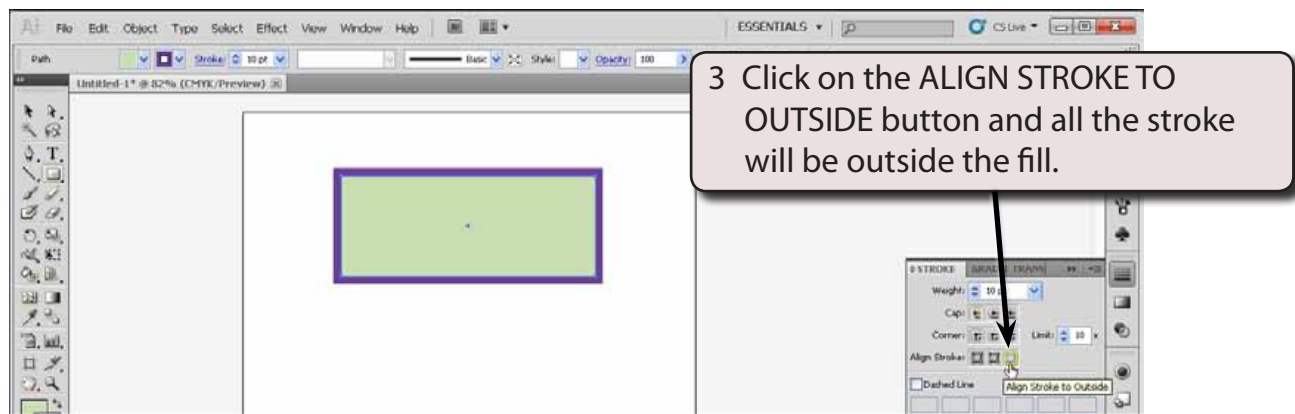 File Edit Object Type Select Effect View Window Help ESSENTIALS CS Live
Path Stroke: 10 pt Basic Style: Opacity: 100
Untitled-1* @ 82% (CMYK/Preview)
3 Click on the ALIGN STROKE TO
OUTSIDE button and all the stroke
will be outside the fill.
STROKE TRANS
Weight: 10 pt
Cap:
Corner: Limit: 10 x
Align Stroke:
Dashed Line Align Stroke to Outside